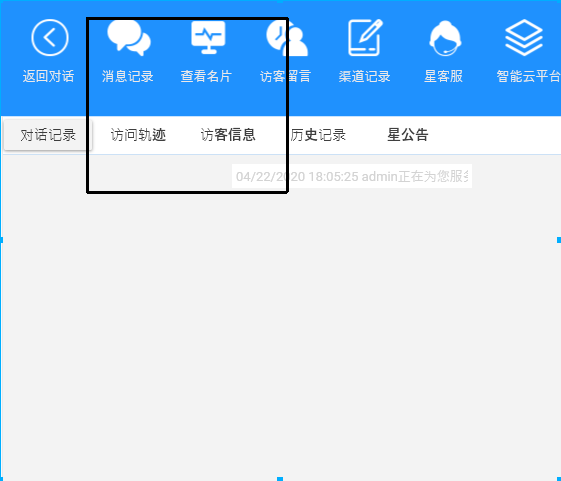 返回对话 消息记录 查看名片 访客留言 渠道记录 星客服 智能云平台
对话记录 访问轨迹 访客信息 历史记录 星公告
04/22/2020 18:05:25 admin正在为您服务